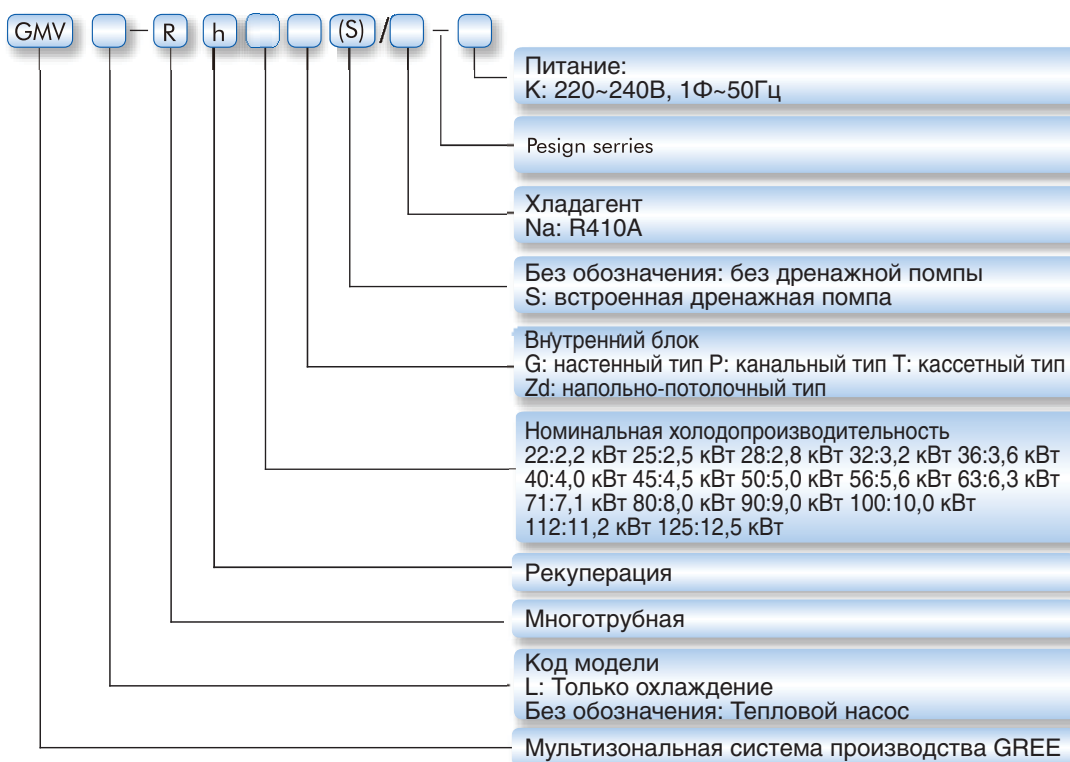 GMV - R h (S) / -
Питание:
К: 220~240В, 1Ф~50Гц
Pesign serries
Хладагент
Na: R410A
Без обозначения: без дренажной помпы
S: встроенная дренажная помпа
Внутренний блок
G: настенный тип P: канальный тип T: кассетный тип
Zd: напольно-потолочный тип
Номинальная холодопроизводительность
22:2,2 кВт 25:2,5 кВт 28:2,8 кВт 32:3,2 кВт 36:3,6 кВт
40:4,0 кВт 45:4,5 кВт 50:5,0 кВт 56:5,6 кВт 63:6,3 кВт
71:7,1 кВт 80:8,0 кВт 90:9,0 кВт 100:10,0 кВт
112:11,2 кВт 125:12,5 кВт
Рекуперация
Многотрубная
Код модели
L: Только охлаждение
Без обозначения: Тепловой насос
Мультизональная система производства GREE